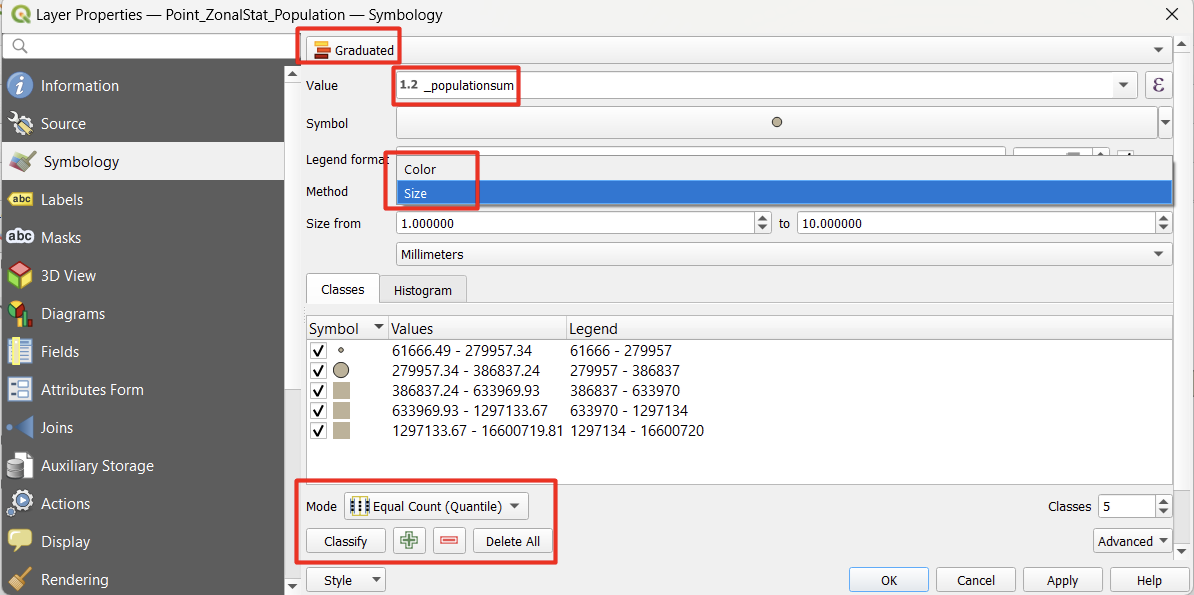 Layer Properties — Point_ZonalStat_Population — Symbology
Graduated
Information
Value
1.2 _populationsum
ε
Source
Symbol
Symbology
Legend format
Color
Labels
abc
Method
Size
Masks
abc
Size from
1.000000
to
10.000000
3D View
Millimeters
Diagrams
Classes
Histogram
Fields
Symbol
Values
Legend
61666.49 - 279957.34
61666 - 279957
279957.34 - 386837.24
279957 - 386837
Attributes Form
386837.24 - 633969.93
386837 - 633970
633969.93 - 1297133.67
633970 - 1297134
Joins
1297133.67 - 16600719.81
1297134 - 16600720
Auxiliary Storage
Actions
Mode
Equal Count (Quantile)
Classes
5
Display
Classify
Delete All
Advanced
Rendering
Style
OK
Cancel
Apply
Help